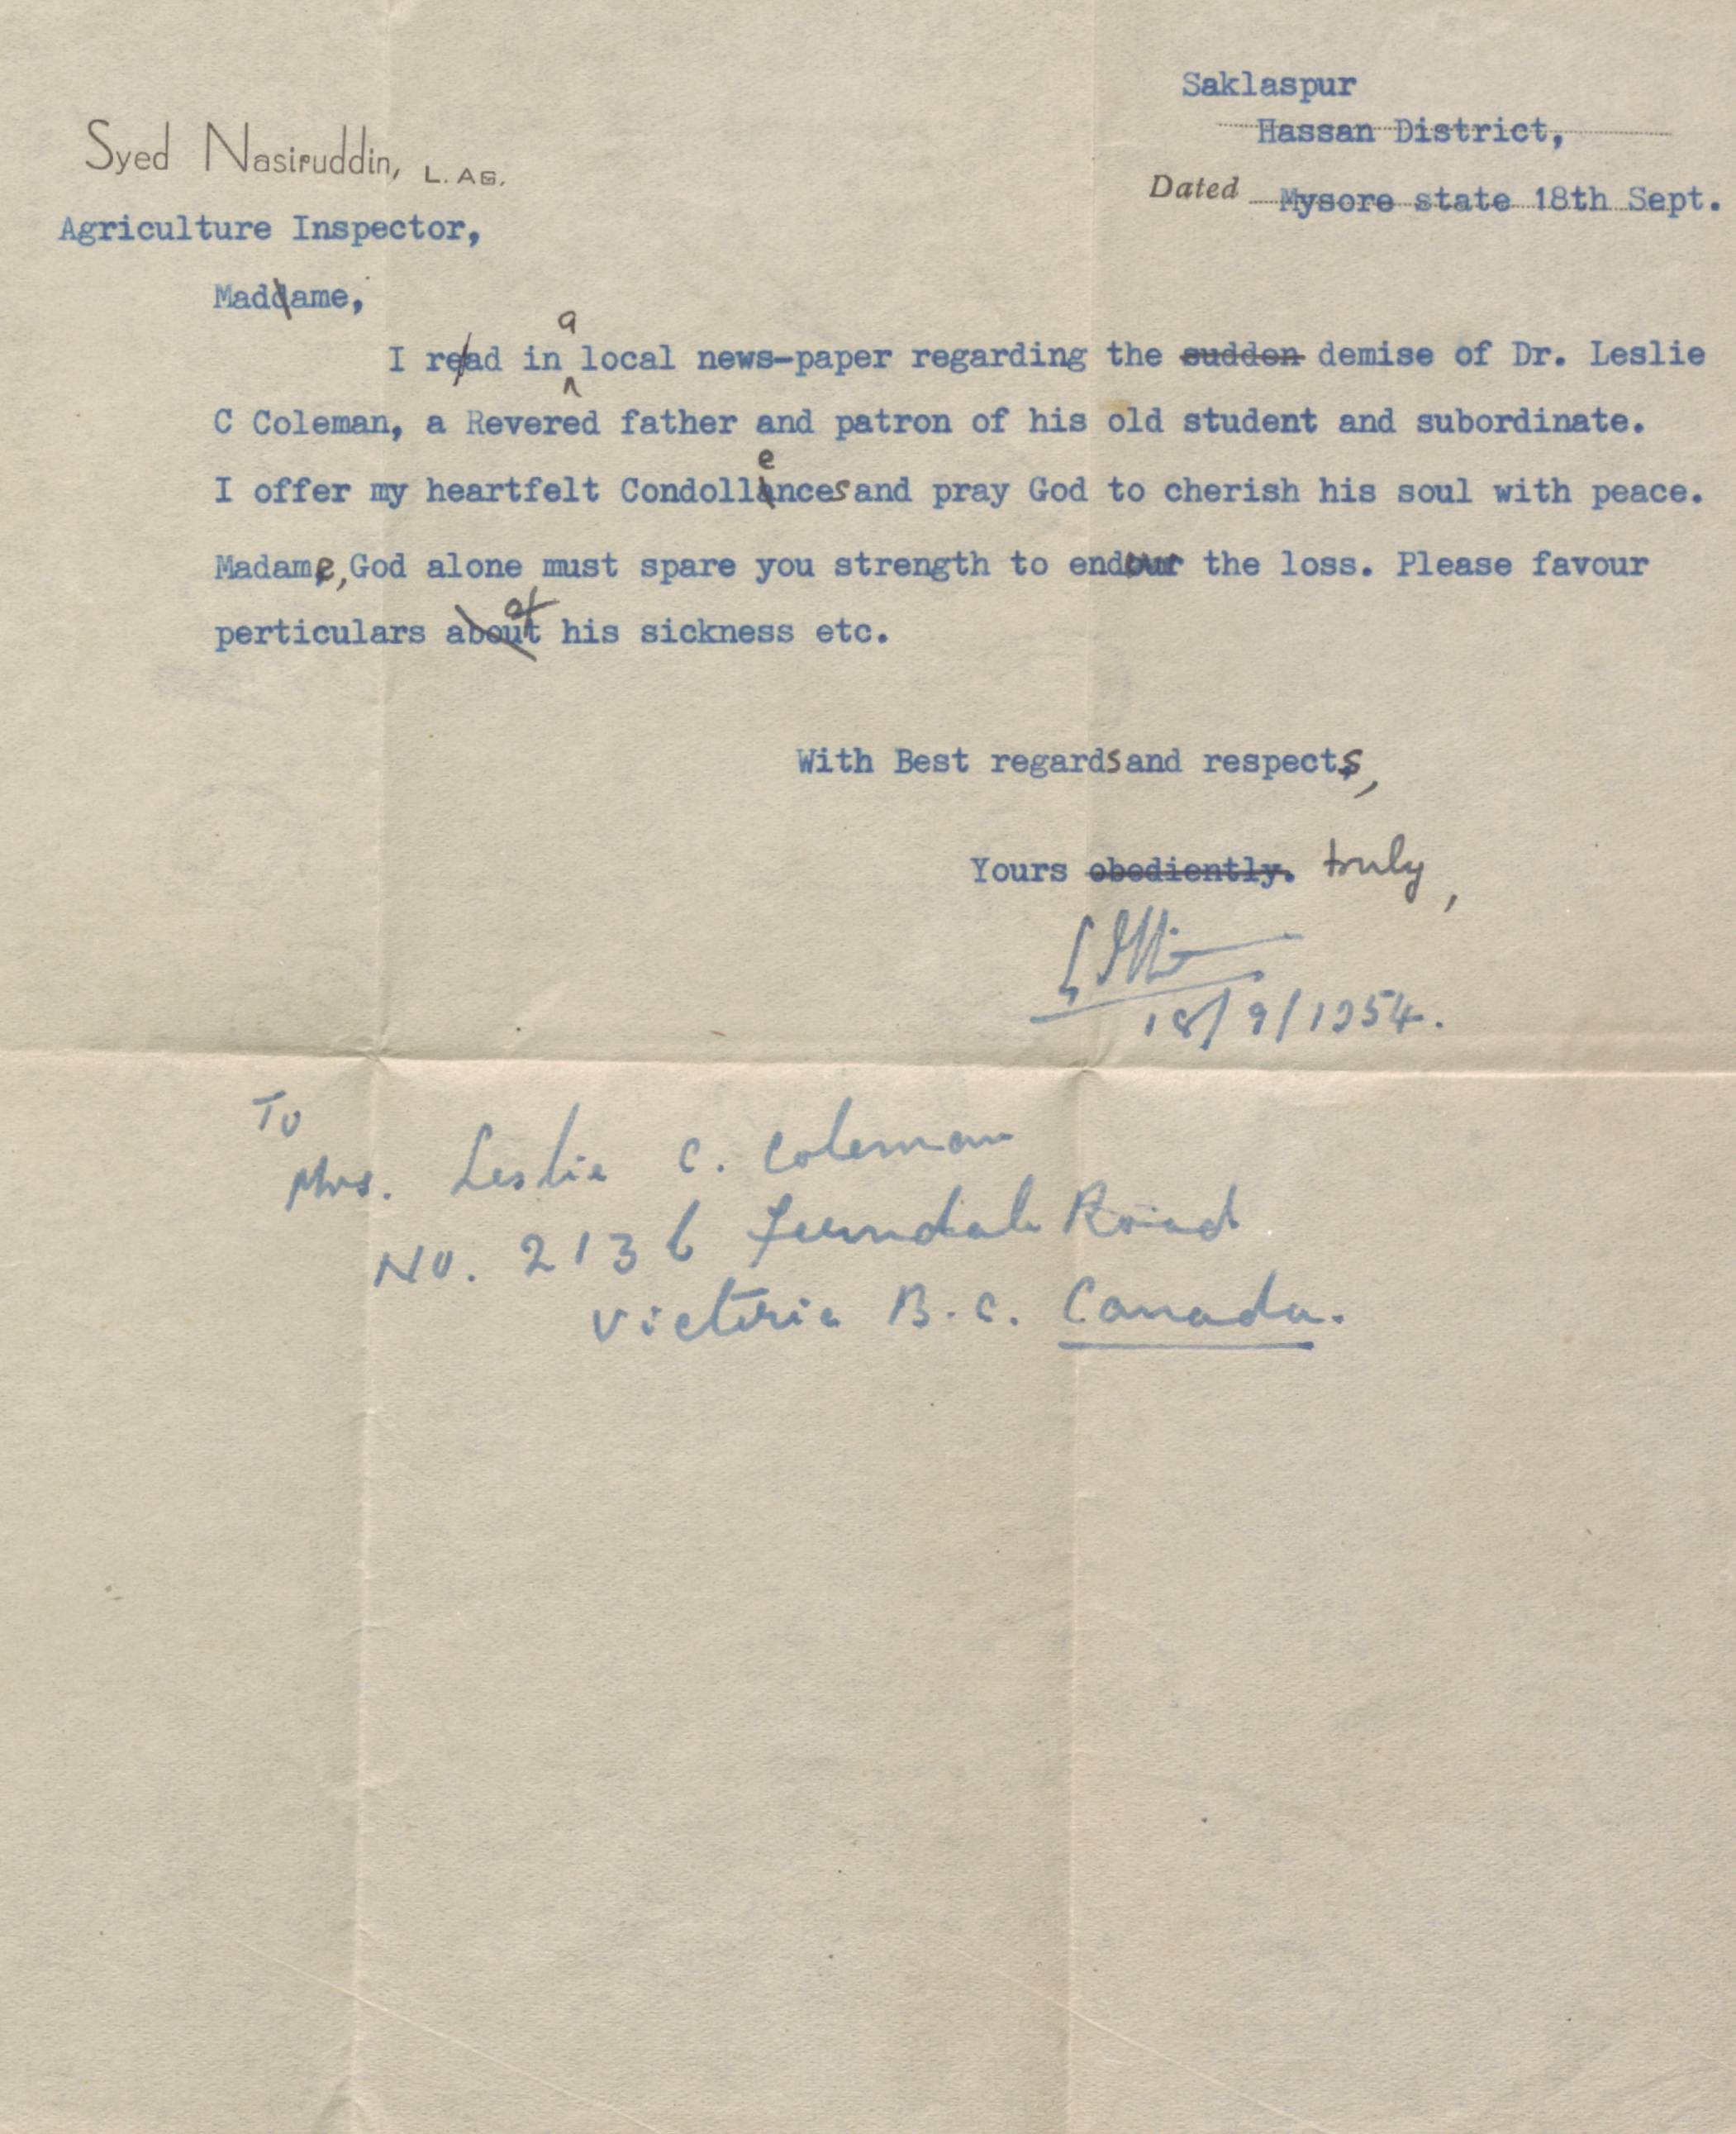 Saklaspur
Hassan District,
Syed Nasiruddin, L. AG.
Dated Mysore state 18th Sept.
Agriculture Inspector,
Madame,
I read in a local news-paper regarding the sudden demise of Dr. Leslie
C Coleman, a Revered father and patron of his old student and subordinate.
I offer my heartfelt Condollences and pray God to cherish his soul with peace.
Madame, God alone must spare you strength to endour the loss. Please favour
perticulars about of his sickness etc.
With Best regards and respects,
Yours obediently. truly,
18/9/1954.
To
Mrs. Leslie C. Coleman
No. 2136 Ferndale Road
Victoria B.C. Canada.